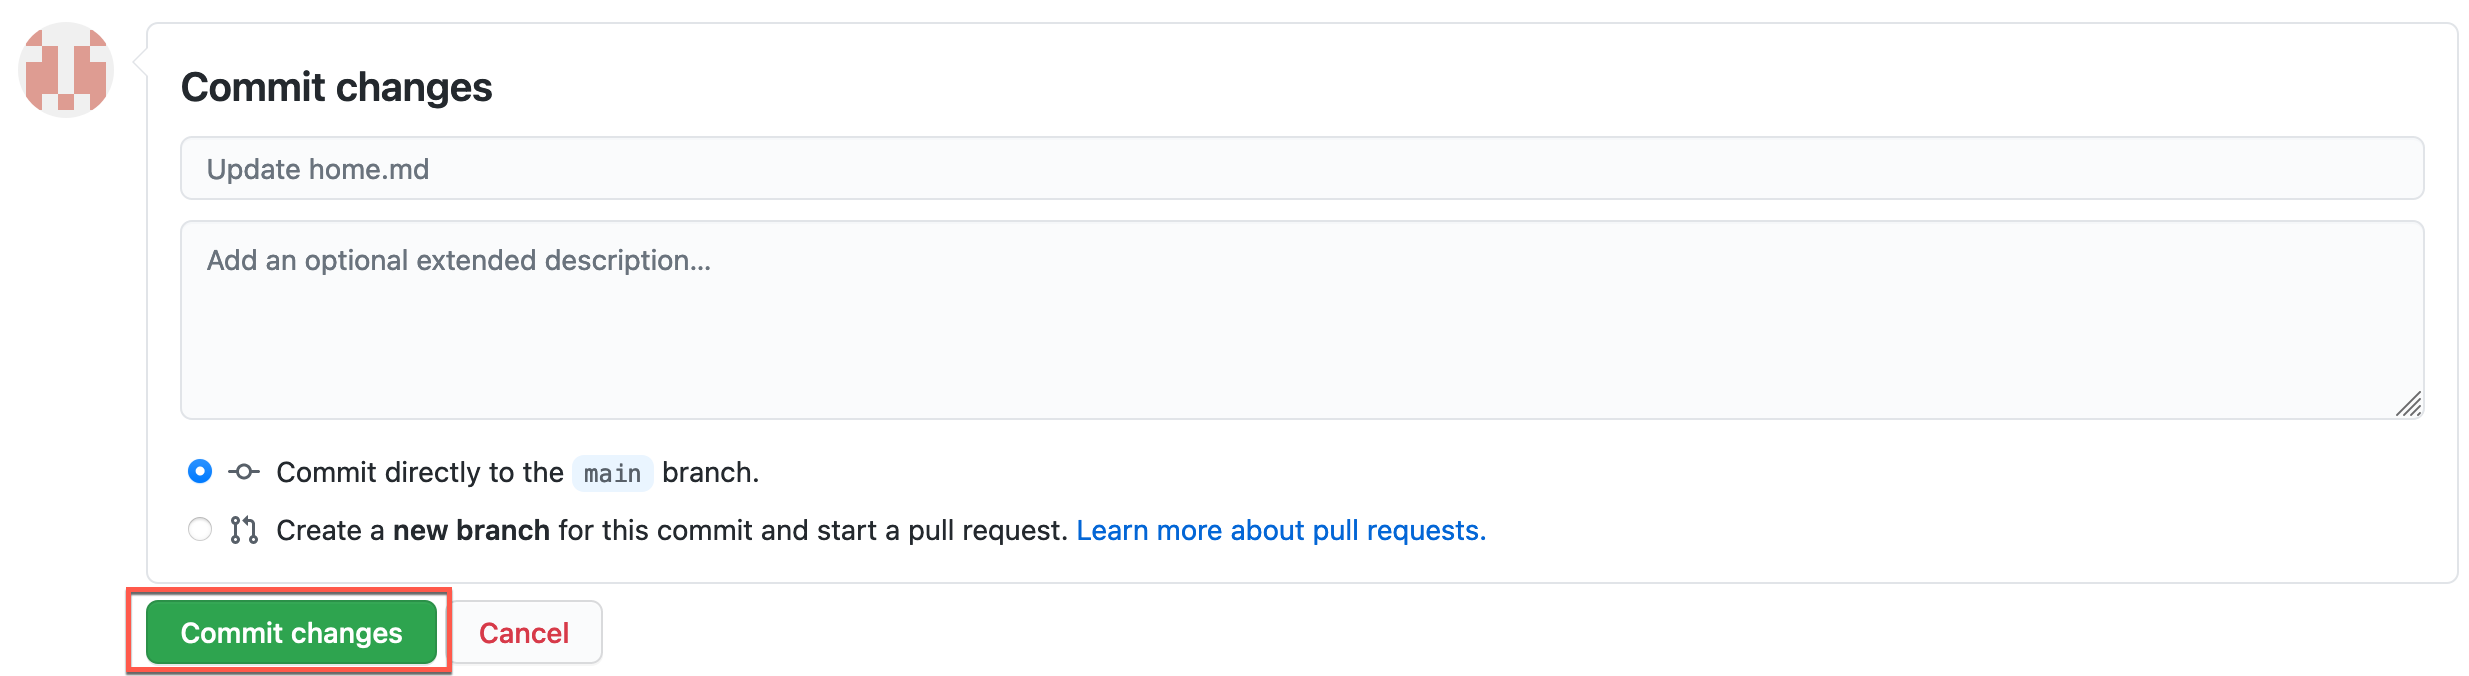 Commit changes
Update home.md
Add an optional extended description...
Commit directly to the main branch.
Create a new branch for this commit and start a pull request. Learn more about pull requests.
Commit changes Cancel